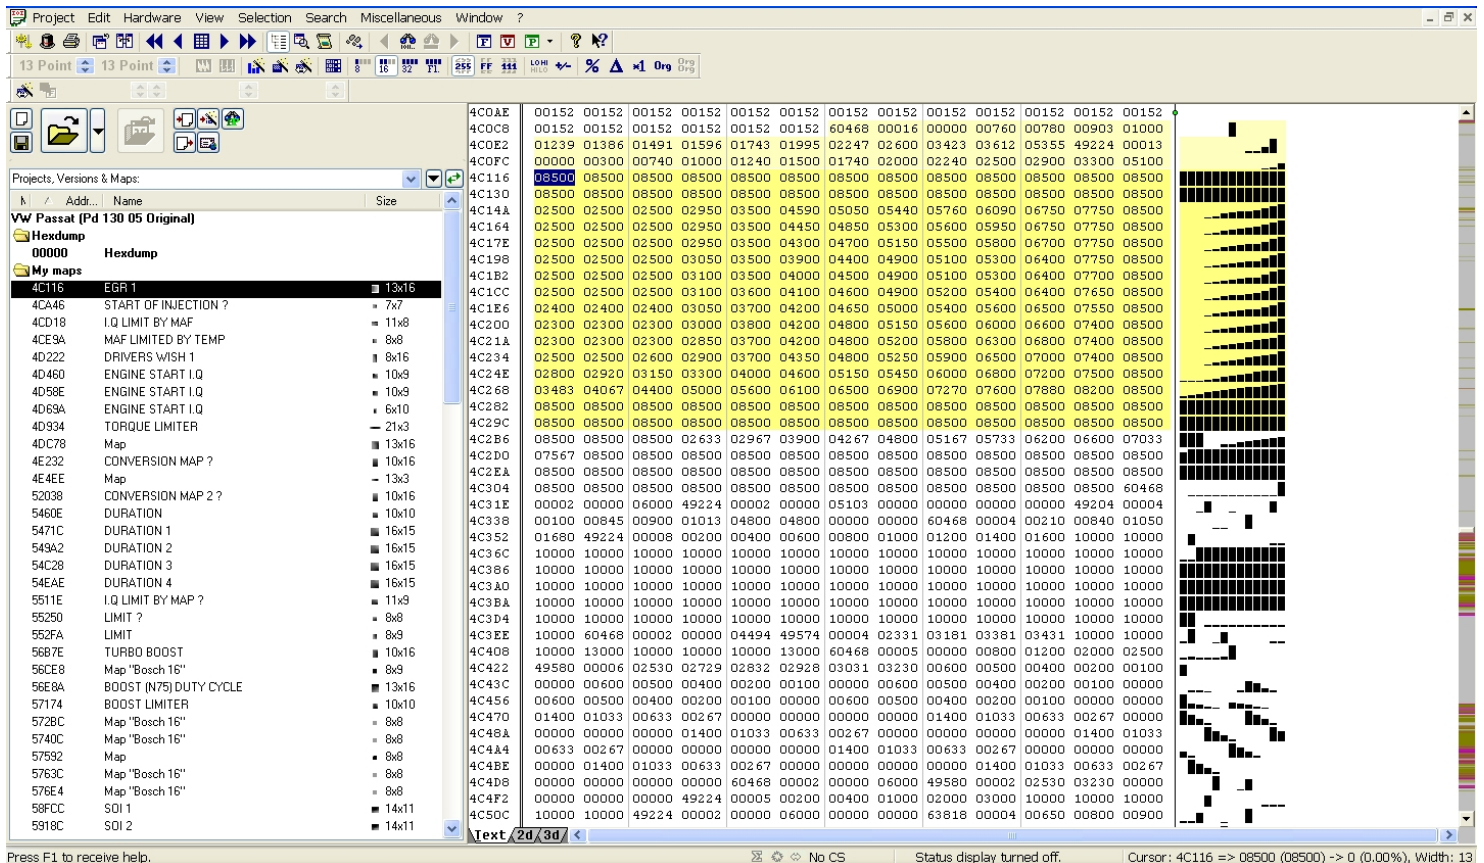 Project Edit Hardware View Selection Search Miscellaneous Window ?
13 Point 13 Point
Projects, Versions & Maps:
Addr... Name Size
VW Passat (Pd 130 05 Original)
Hexdump
00000 Hexdump
My maps
4C116 EGR 1 13x16
4CA46 START OF INJECTION ? 7x7
4CD18 I.Q LIMIT BY MAF 11x8
4CE9A MAF LIMITED BY TEMP 8x8
4D222 DRIVERS WISH 1 8x16
4D460 ENGINE START I.Q 10x9
4D58E ENGINE START I.Q 10x9
4D69A ENGINE START I.Q 6x10
4D934 TORQUE LIMITER 21x3
4DC78 Map 13x16
4E232 CONVERSION MAP ? 10x16
4E4EE Map 13x3
52038 CONVERSION MAP 2 ? 10x16
5460E DURATION 10x10
5471C DURATION 1 16x15
549A2 DURATION 2 16x15
54C28 DURATION 3 16x15
54EAE DURATION 4 16x15
5511E I.Q LIMIT BY MAP ? 11x9
55250 LIMIT ? 8x8
552FA LIMIT 8x9
56B7E TURBO BOOST 10x16
56CE8 Map "Bosch 16" 8x9
56E8A BOOST (N75) DUTY CYCLE 13x16
57174 BOOST LIMITER 10x10
572BC Map "Bosch 16" 8x8
5740C Map "Bosch 16" 8x8
57592 Map 8x8
5763C Map "Bosch 16" 8x8
576E4 Map "Bosch 16" 8x8
58FCC SOI 1 14x11
5918C SOI 2 14x11
4C0AE 00152 00152 00152 00152 00152 00152 00152 00152 00152 00152 00152 00152 00152
4C0C8 00152 00152 00152 00152 00152 00152 60468 00016 00000 00760 00780 00903 01000
4C0E2 01239 01386 01491 01596 01743 01995 02247 02600 03423 03612 05355 49224 00013
4C0FC 00000 00300 00740 01000 01240 01500 01740 02000 02240 02500 02900 03300 05100
4C116 08500 08500 08500 08500 08500 08500 08500 08500 08500 08500 08500 08500 08500
4C130 08500 08500 08500 08500 08500 08500 08500 08500 08500 08500 08500 08500 08500
4C14A 02500 02500 02500 02950 03500 04590 05050 05440 05760 06090 06750 07750 08500
4C164 02500 02500 02500 02950 03500 04450 04850 05300 05600 05950 06750 07750 08500
4C17E 02500 02500 02500 02950 03500 04300 04700 05150 05500 05800 06700 07750 08500
4C198 02500 02500 02500 03050 03500 03900 04400 04900 05100 05300 06400 07750 08500
4C1B2 02500 02500 02500 03100 03500 04000 04500 04900 05100 05300 06400 07700 08500
4C1CC 02500 02500 02500 03100 03600 04100 04600 04900 05200 05400 06400 07650 08500
4C1E6 02400 02400 02400 03050 03700 04200 04650 05000 05400 05600 06500 07550 08500
4C200 02300 02300 02300 03000 03800 04200 04800 05150 05600 06000 06600 07400 08500
4C21A 02300 02300 02300 02850 03700 04200 04800 05200 05800 06300 06800 07400 08500
4C234 02500 02500 02600 02900 03700 04350 04800 05250 05900 06500 07000 07400 08500
4C24E 02800 02920 03150 03300 04000 04600 05150 05450 06000 06800 07200 07500 08500
4C268 03483 04067 04400 05000 05600 06100 06500 06900 07270 07600 07880 08200 08500
4C282 08500 08500 08500 08500 08500 08500 08500 08500 08500 08500 08500 08500 08500
4C29C 08500 08500 08500 08500 08500 08500 08500 08500 08500 08500 08500 08500 08500
4C2B6 08500 08500 08500 02633 02967 03900 04267 04800 05167 05733 06200 06600 07033
4C2D0 07567 08500 08500 08500 08500 08500 08500 08500 08500 08500 08500 08500 08500
4C2EA 08500 08500 08500 08500 08500 08500 08500 08500 08500 08500 08500 08500 08500
4C304 08500 08500 08500 08500 08500 08500 08500 08500 08500 08500 08500 08500 60468
4C31E 00002 00000 06000 49224 00002 00000 05103 00000 00000 00000 00000 49204 00004
4C338 00100 00845 00900 01013 04800 04800 00000 00000 60468 00004 00210 00840 01050
4C352 01680 49224 00008 00200 00400 00600 00800 01000 01200 01400 01600 10000 10000
4C36C 10000 10000 10000 10000 10000 10000 10000 10000 10000 10000 10000 10000 10000
4C386 10000 10000 10000 10000 10000 10000 10000 10000 10000 10000 10000 10000 10000
4C3A0 10000 10000 10000 10000 10000 10000 10000 10000 10000 10000 10000 10000 10000
4C3BA 10000 10000 10000 10000 10000 10000 10000 10000 10000 10000 10000 10000 10000
4C3D4 10000 10000 10000 10000 10000 10000 10000 10000 10000 10000 10000 10000 10000
4C3EE 10000 60468 00002 00000 04494 49574 00004 02331 03181 03381 03431 10000 10000
4C408 10000 13000 10000 10000 10000 13000 60468 00005 00000 00800 01200 02000 02500
4C422 49580 00006 02530 02729 02832 02928 03031 03230 00600 00500 00400 00200 00100
4C43C 00000 00600 00500 00400 00200 00100 00000 00600 00500 00400 00200 00100 00000
4C456 00600 00500 00400 00200 00100 00000 00600 00500 00400 00200 00100 00000 00000
4C470 01400 01033 00633 00267 00000 00000 00000 00000 01400 01033 00633 00267 00000
4C48A 00000 00000 00000 01400 01033 00633 00267 00000 00000 00000 00000 01400 01033
4C4A4 00633 00267 00000 00000 00000 00000 01400 01033 00633 00267 00000 00000 00000
4C4BE 00000 01400 01033 00633 00267 00000 00000 00000 00000 01400 01033 00633 00267
4C4D8 00000 00000 00000 00000 60468 00002 00000 06000 49580 00002 02530 03230 00000
4C4F2 00000 00000 00000 49224 00005 00200 00400 01000 02000 03000 10000 10000 10000
4C50C 10000 10000 49224 00002 00000 06000 00000 00000 63818 00004 00650 00800 00900
Text 2d 3d
Press F1 to receive help. No CS Status display turned off. Cursor: 4C116 => 08500 (08500) -> 0 (0.00%), Width: 13